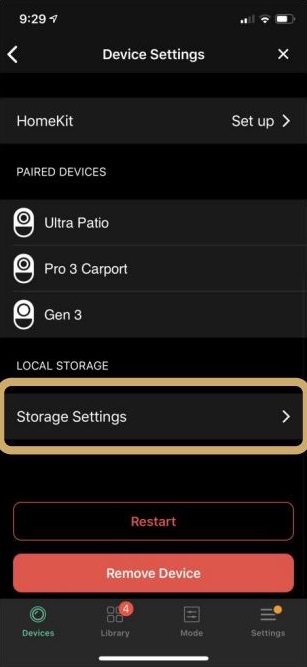 9:29
Device Settings
HomeKit
Set up
PAIRED DEVICES
Ultra Patio
Pro 3 Carport
Gen 3
LOCAL STORAGE
Storage Settings
Restart
Remove Device
4
Devices
Library
Mode
Settings